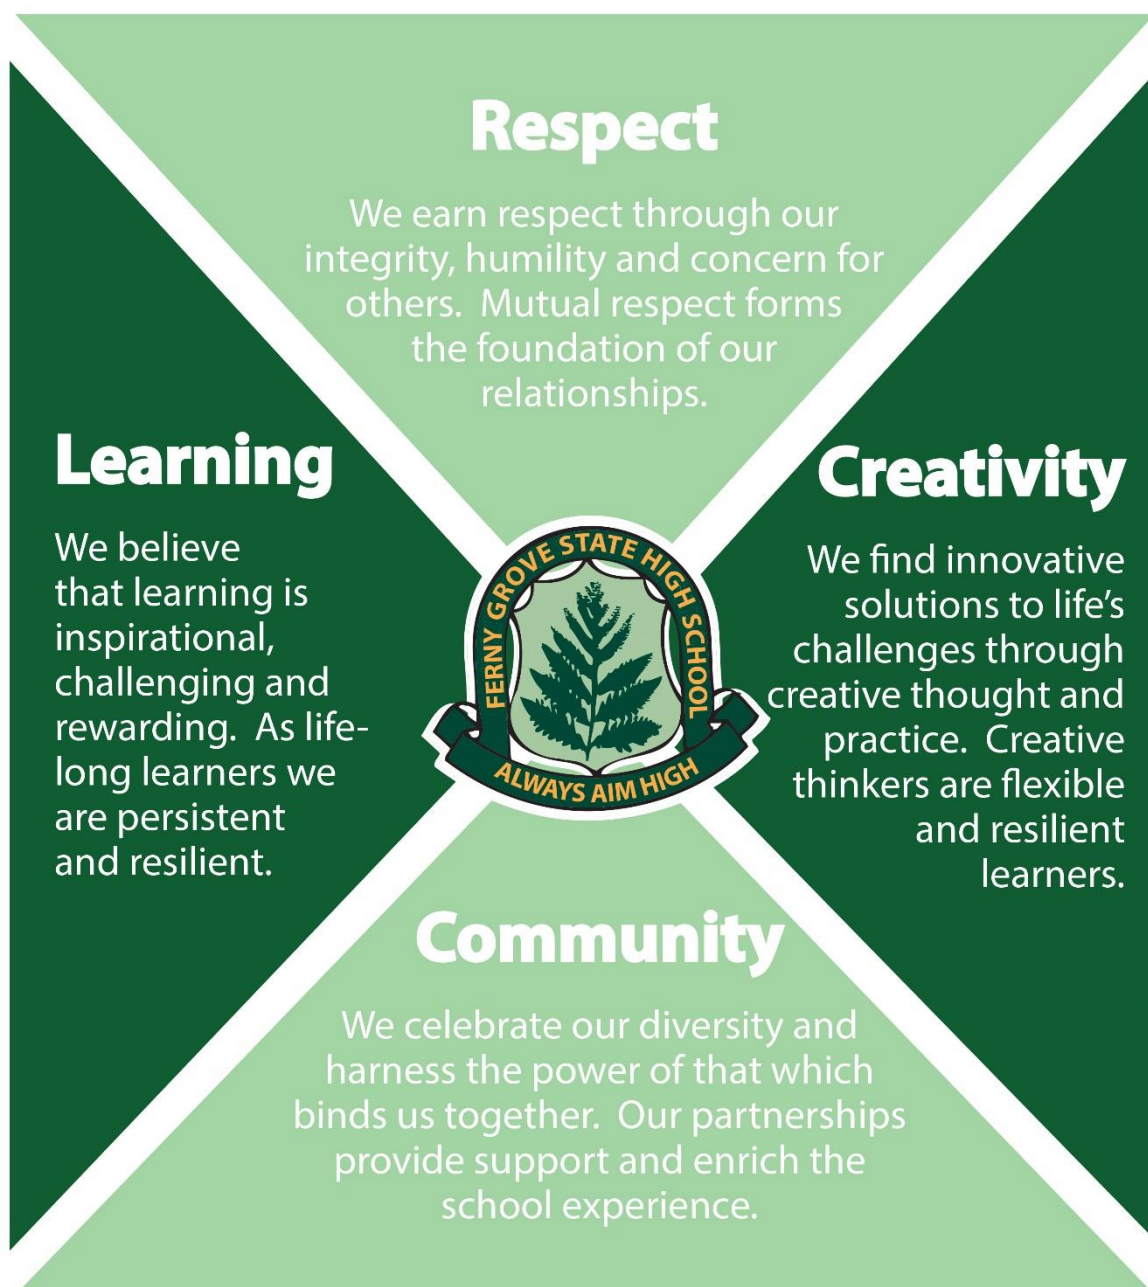 Respect
We earn respect through our
integrity, humility and concern for
others.  Mutual respect forms
the foundation of our
relationships.
Learning
We believe
that learning is
inspirational,
challenging and
rewarding.  As life-
long learners we
are persistent
and resilient.
FERNY GROVE STATE HIGH SCHOOL
ALWAYS AIM HIGH
Creativity
We find innovative
solutions to life’s
challenges through
creative thought and
practice.  Creative
thinkers are flexible
and resilient
learners.
Community
We celebrate our diversity and
harness the power of that which
binds us together.  Our partnerships
provide support and enrich the
school experience.